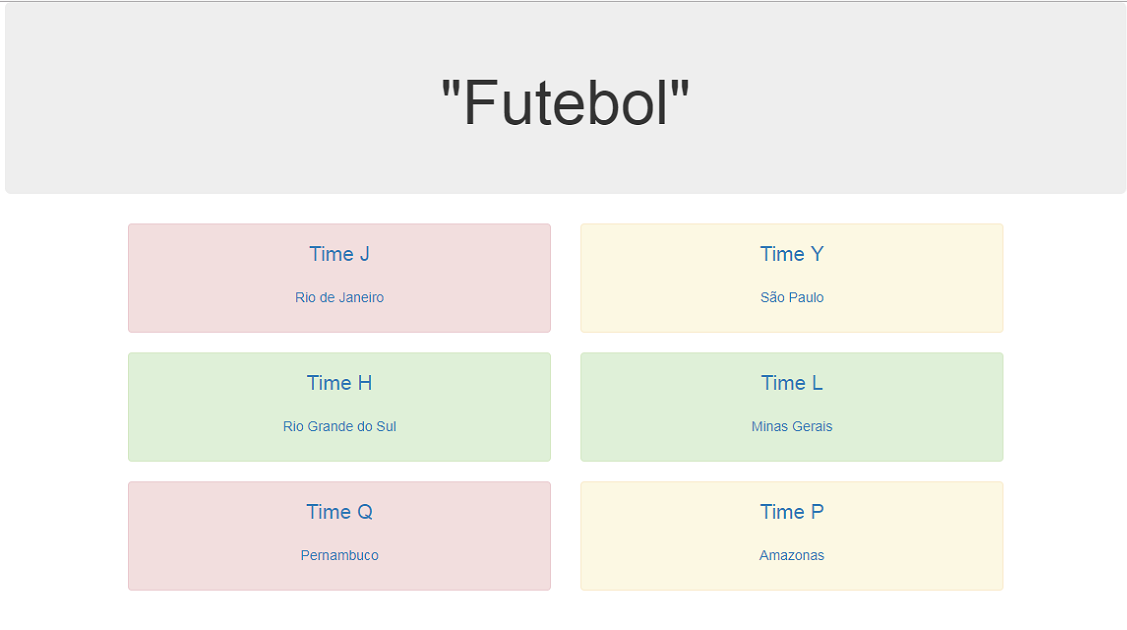 "Futebol"
Time J
Rio de Janeiro
Time Y
São Paulo
Time H
Rio Grande do Sul
Time L
Minas Gerais
Time Q
Pernambuco
Time P
Amazonas